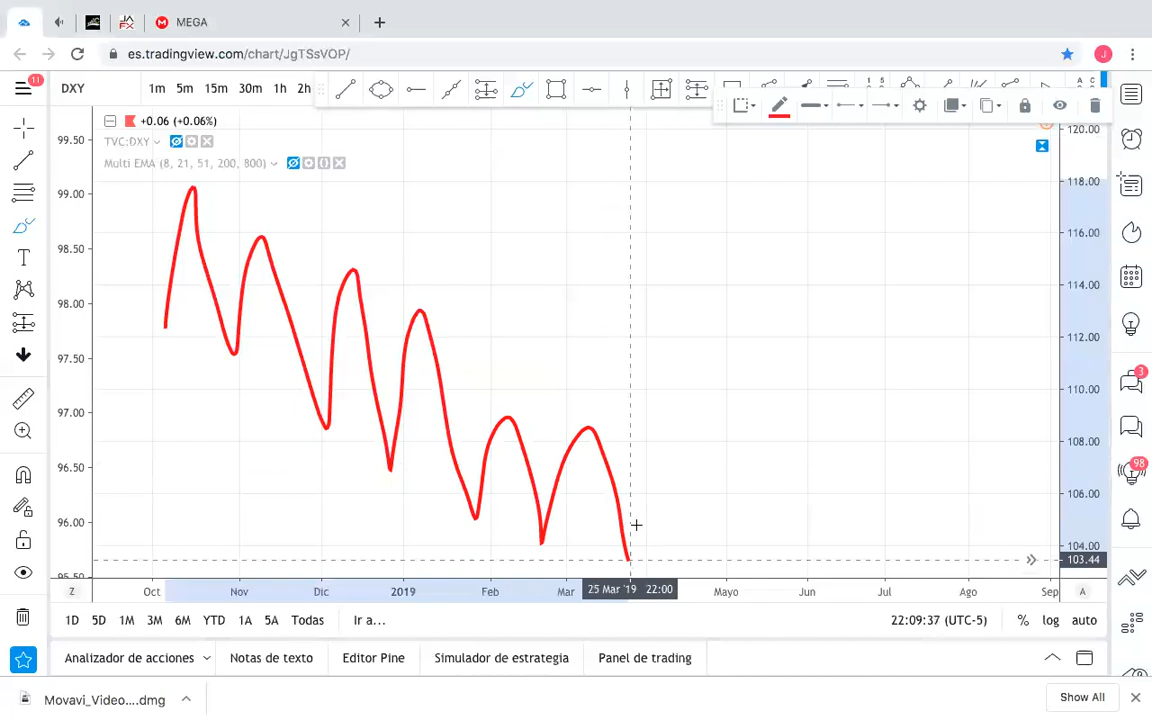 MEGA
es.tradingview.com/chart/JgTSsVOP/
J
11
DXY 1m 5m 15m 30m 1h 2h
+0.06 (+0.06%)
TVC:DXY
Multi EMA (8, 21, 51, 200, 800)
99.50
99.00
98.50
98.00
97.50
97.00
96.50
96.00
95.50
120.00
118.00
116.00
114.00
112.00
110.00
108.00
106.00
104.00
103.44
3
98
Z Oct Nov Dic 2019 Feb Mar 25 Mar '19 22:00 Mayo Jun Jul Ago Sep A
1D 5D 1M 3M 6M YTD 1A 5A Todas Ir a... 22:09:37 (UTC-5) % log auto
Analizador de acciones Notas de texto Editor Pine Simulador de estrategia Panel de trading
Movavi_Video....dmg Show All